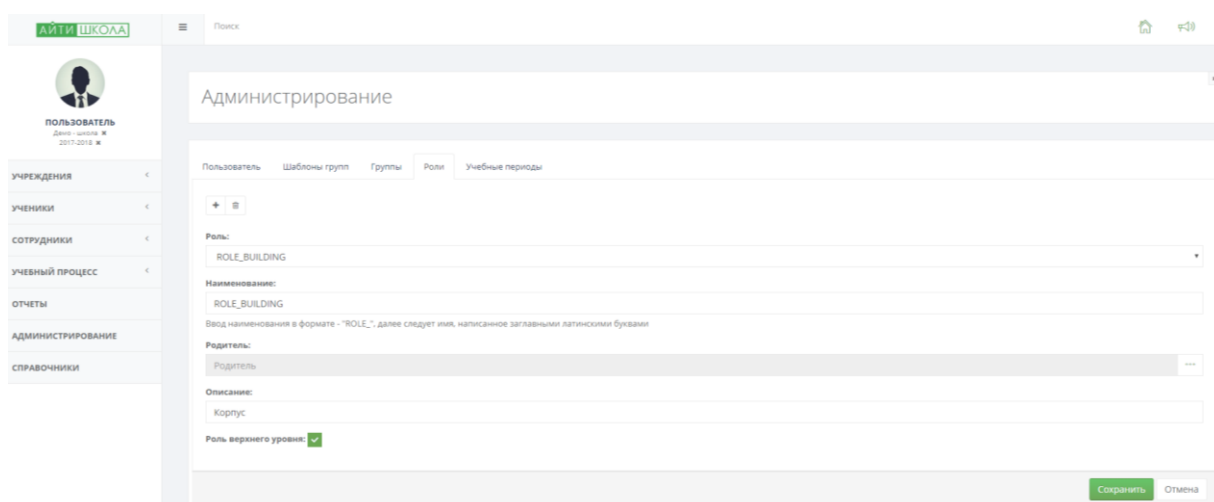 АЙТИ ШКОЛА
Поиск
ПОЛЬЗОВАТЕЛЬ
Демо - школа ✖
2017-2018 ✖
УЧРЕЖДЕНИЯ
УЧЕНИКИ
СОТРУДНИКИ
УЧЕБНЫЙ ПРОЦЕСС
ОТЧЕТЫ
АДМИНИСТРИРОВАНИЕ
СПРАВОЧНИКИ
Администрирование
Пользователь Шаблоны групп Группы Роли Учебные периоды
Роль:
ROLE_BUILDING
Наименование:
ROLE_BUILDING
Ввод наименования в формате - "ROLE_", далее следует имя, написанное заглавными латинскими буквами
Родитель:
Родитель
Описание:
Корпус
Роль верхнего уровня:
Сохранить Отмена